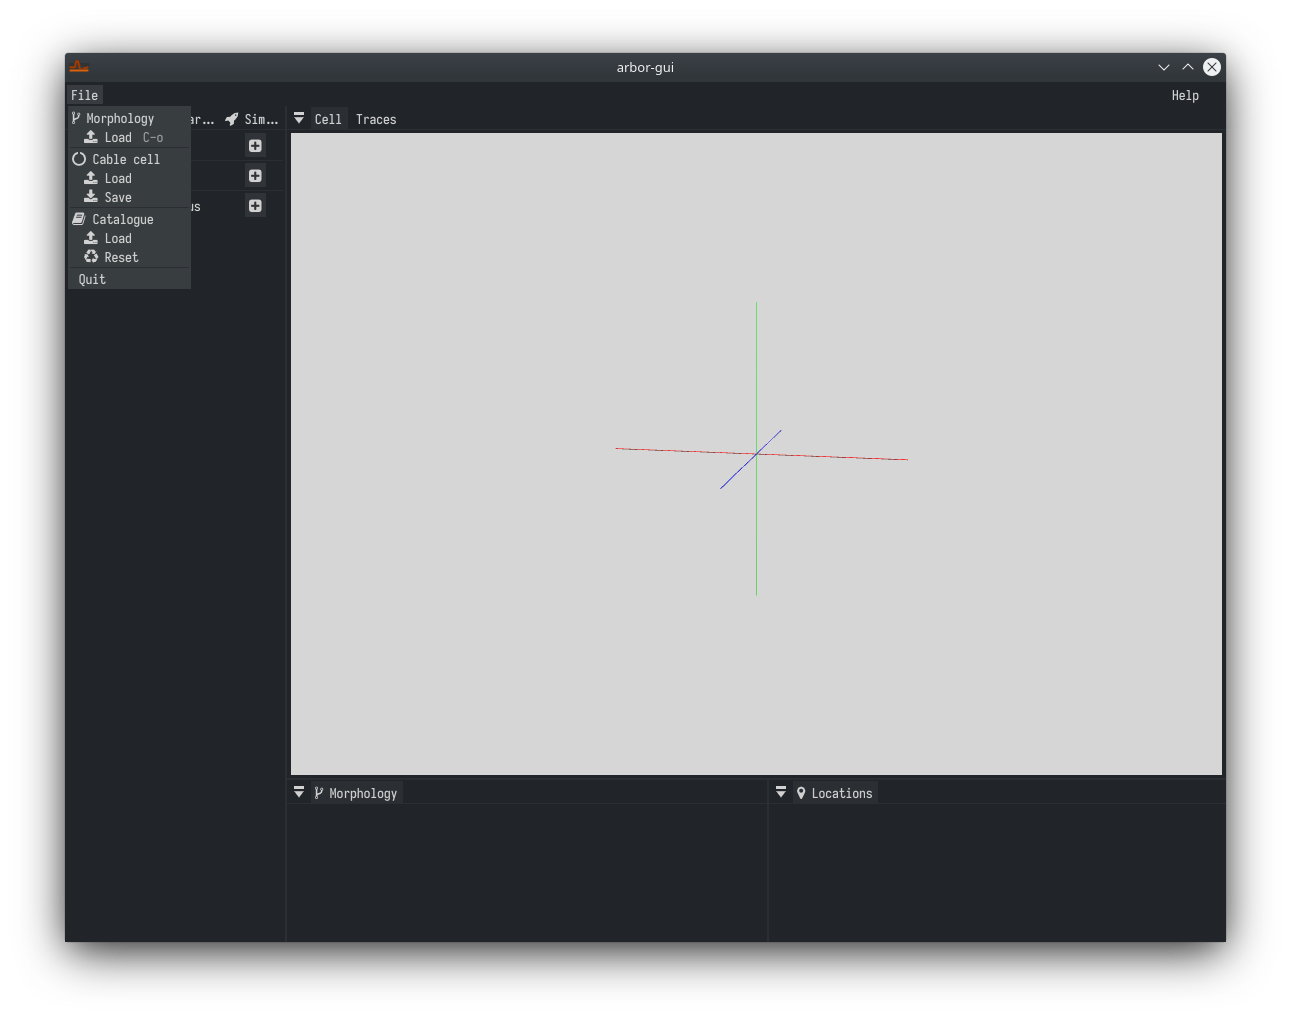 arbor-gui
File
Help
Morphology
Load C-o
Cable cell
Load
Save
Catalogue
Load
Reset
Quit
ar... Sim...
us
Cell Traces
Morphology
Locations